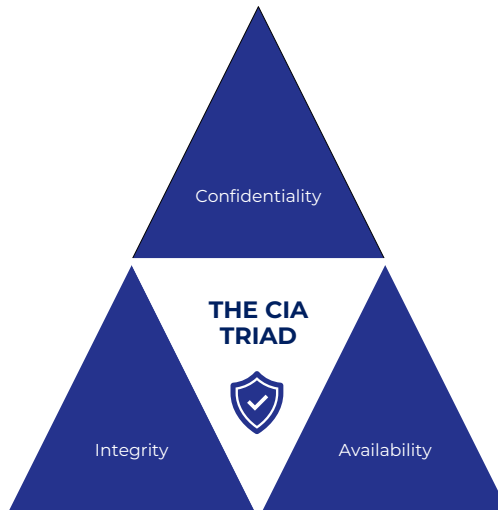 Confidentiality
THE CIA
TRIAD
Integrity
Availability